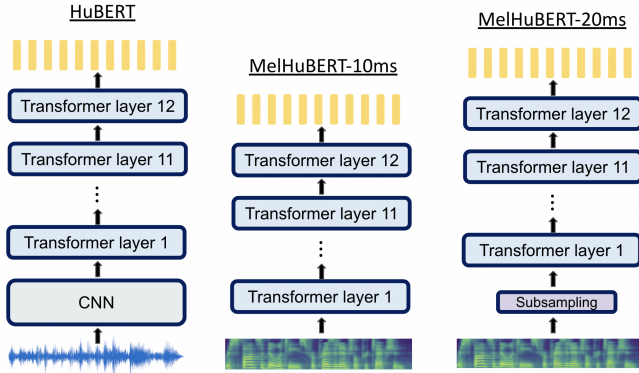 HuBERT
Transformer layer 12
Transformer layer 11
Transformer layer 1
CNN
MelHuBERT-10ms
Transformer layer 12
Transformer layer 11
Transformer layer 1
MelHuBERT-20ms
Transformer layer 12
Transformer layer 11
Transformer layer 1
Subsampling